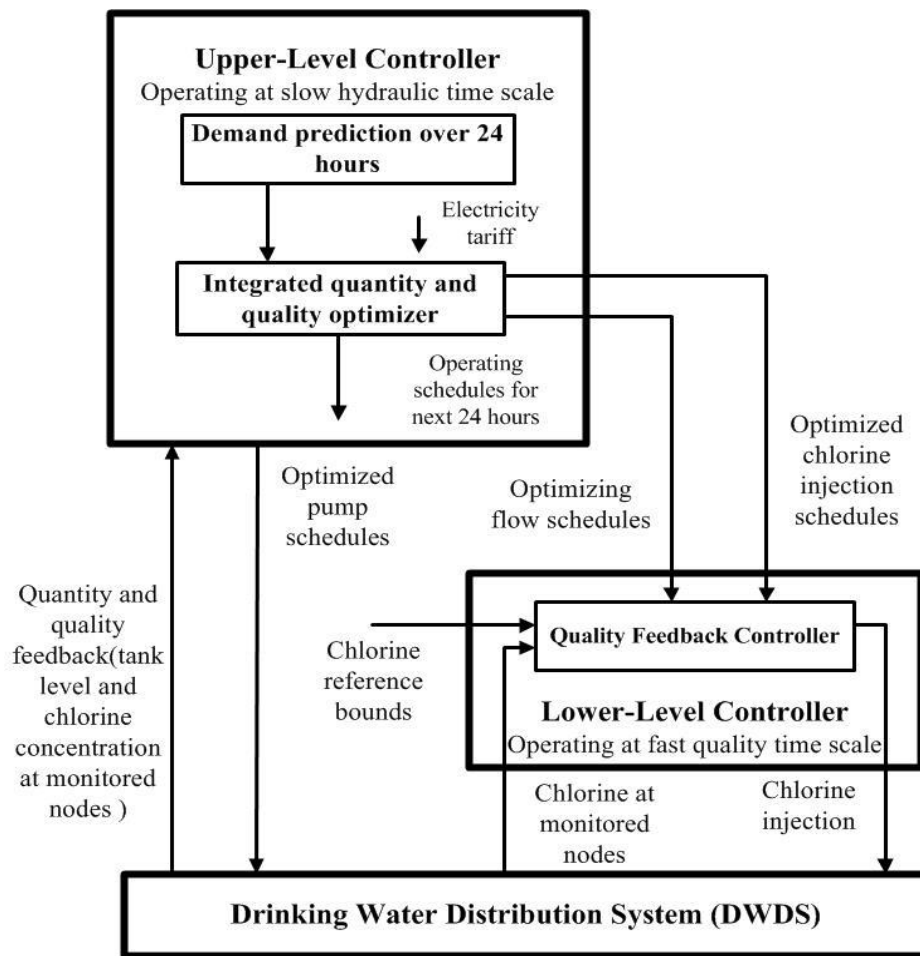 Upper-Level Controller
Operating at slow hydraulic time scale
Demand prediction over 24
hours
Electricity
tariff
Integrated quantity and
quality optimizer
Operating
schedules for
next 24 hours
Optimized
pump
schedules
Optimizing
flow schedules
Optimized
chlorine
injection
schedules
Quantity and
quality
feedback(tank
level and
chlorine
concentration
at monitored
nodes )
Chlorine
reference
bounds
Quality Feedback Controller
Lower-Level Controller
Operating at fast quality time scale
Chlorine at
monitored
nodes
Chlorine
injection
Drinking Water Distribution System (DWDS)